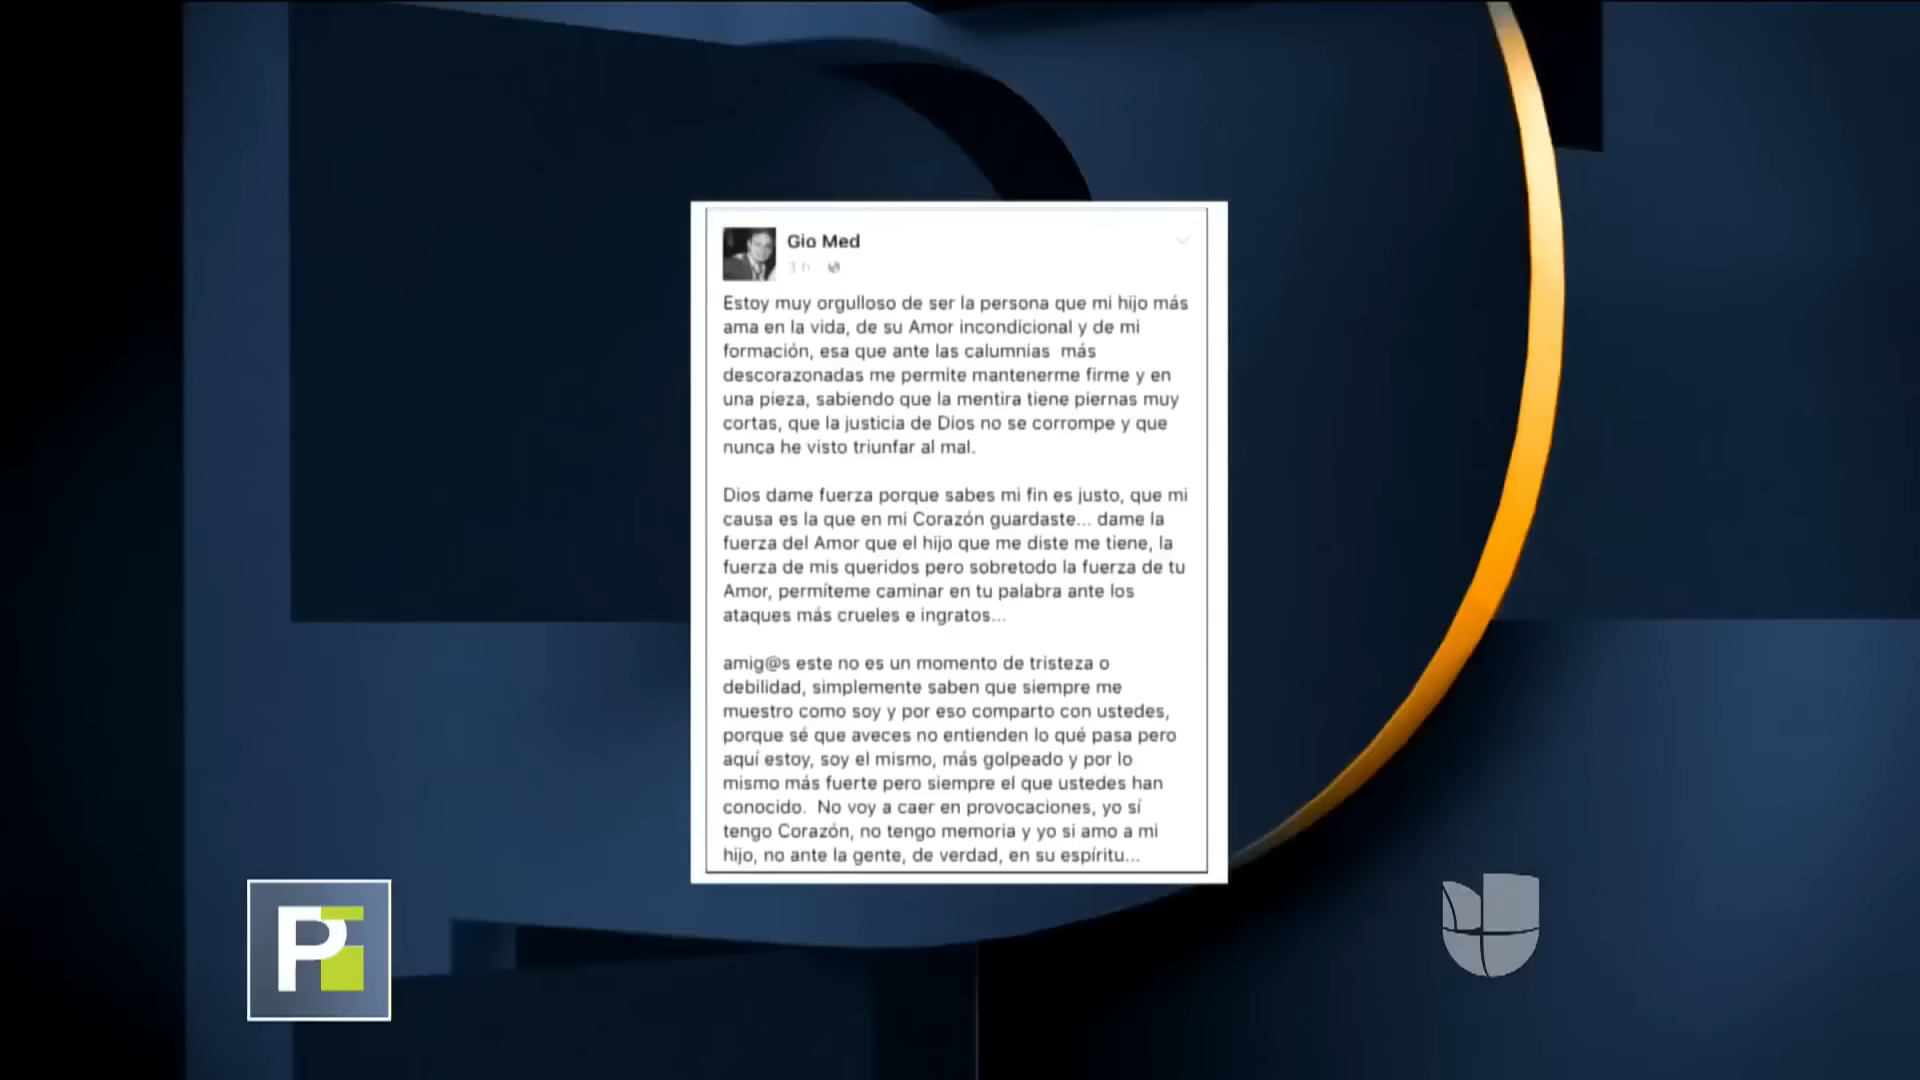 Gio Med
3 h
Estoy muy orgulloso de ser la persona que mi hijo más
ama en la vida, de su Amor incondicional y de mi
formación, esa que ante las calumnias  más
descorazonadas me permite mantenerme firme y en
una pieza, sabiendo que la mentira tiene piernas muy
cortas, que la justicia de Dios no se corrompe y que
nunca he visto triunfar al mal.
Dios dame fuerza porque sabes mi fin es justo, que mi
causa es la que en mi Corazón guardaste... dame la
fuerza del Amor que el hijo que me diste me tiene, la
fuerza de mis queridos pero sobretodo la fuerza de tu
Amor, permíteme caminar en tu palabra ante los
ataques más crueles e ingratos...
amig@s este no es un momento de tristeza o
debilidad, simplemente saben que siempre me
muestro como soy y por eso comparto con ustedes,
porque sé que aveces no entienden lo qué pasa pero
aquí estoy, soy el mismo, más golpeado y por lo
mismo más fuerte pero siempre el que ustedes han
conocido.  No voy a caer en provocaciones, yo sí
tengo Corazón, no tengo memoria y yo si amo a mi
hijo, no ante la gente, de verdad, en su espíritu...
P